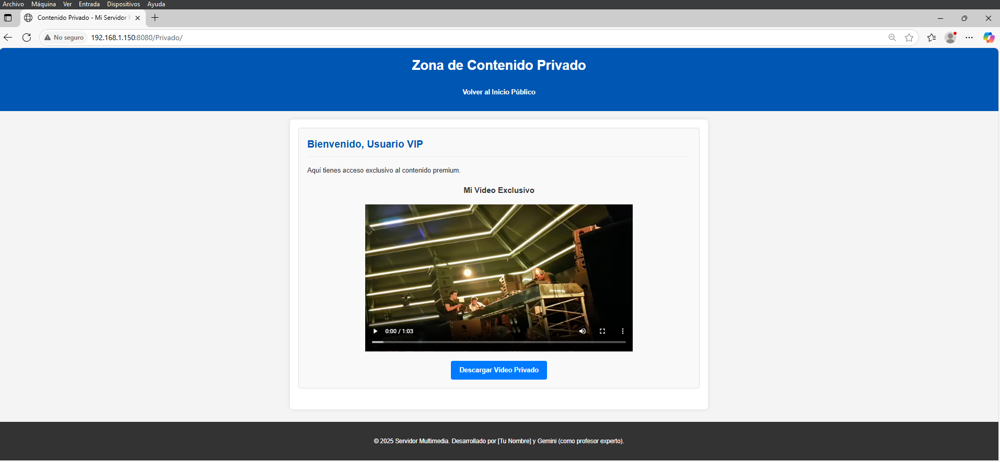 Archivo Máquina Ver Entrada Dispositivos Ayuda
Contenido Privado - Mi Servidor
No seguro 192.168.1.150:8080/Privado/
Zona de Contenido Privado
Volver al Inicio Público
Bienvenido, Usuario VIP
Aquí tienes acceso exclusivo al contenido premium.
Mi Vídeo Exclusivo
0:00 / 1:03
Descargar Vídeo Privado
© 2025 Servidor Multimedia. Desarrollado por [Tu Nombre] y Gemini (como profesor experto).